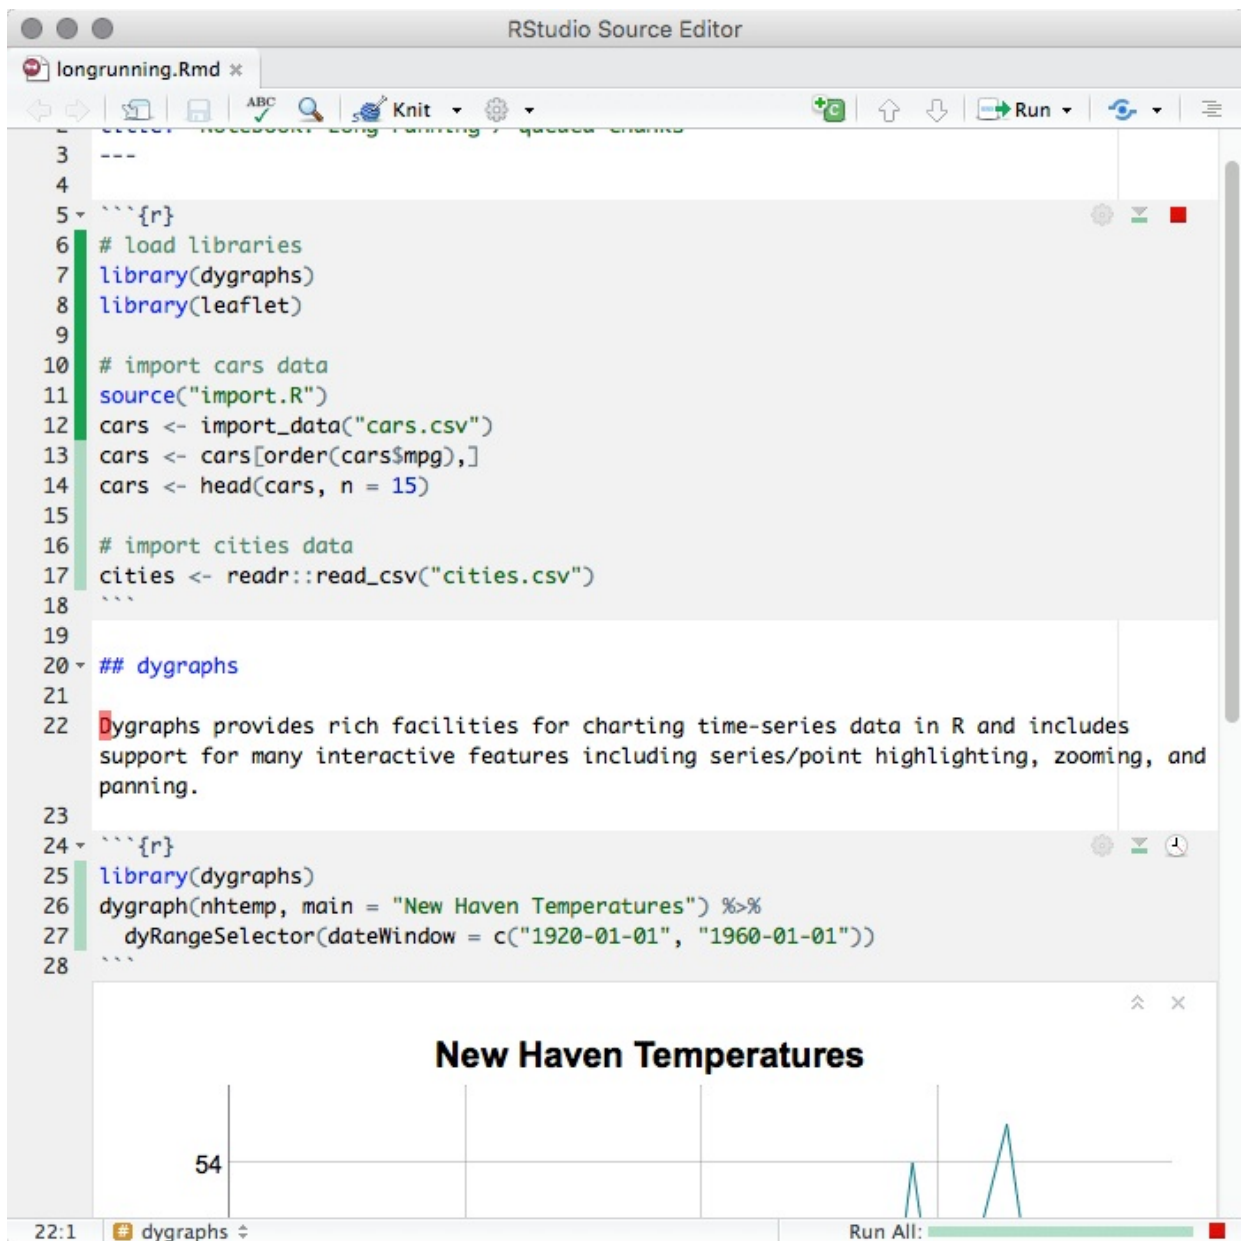 RStudio Source Editor
longrunning.Rmd
ABC
Knit
Run
3 ---
4
5 ```{r}
6 # load libraries
7 library(dygraphs)
8 library(leaflet)
9
10 # import cars data
11 source("import.R")
12 cars <- import_data("cars.csv")
13 cars <- cars[order(cars$mpg),]
14 cars <- head(cars, n = 15)
15
16 # import cities data
17 cities <- readr::read_csv("cities.csv")
18 ```
19
20 ## dygraphs
21
22 Dygraphs provides rich facilities for charting time-series data in R and includes
support for many interactive features including series/point highlighting, zooming, and
panning.
23
24 ```{r}
25 library(dygraphs)
26 dygraph(nhtemp, main = "New Haven Temperatures") %>%
27   dyRangeSelector(dateWindow = c("1920-01-01", "1960-01-01"))
28 ```
New Haven Temperatures
54
22:1 # dygraphs Run All: